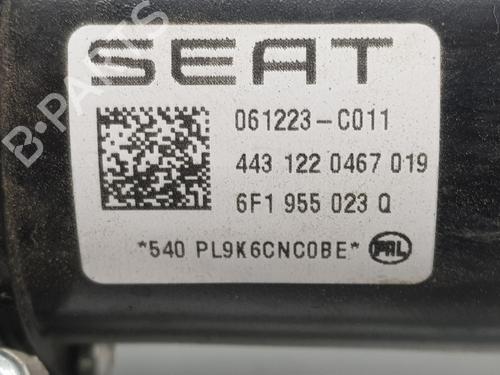 SEAT
061223-C011
443 122 0467 019
6F1 955 023 Q
*540 PL9K6CNC0BE* PAL
B-PARTS